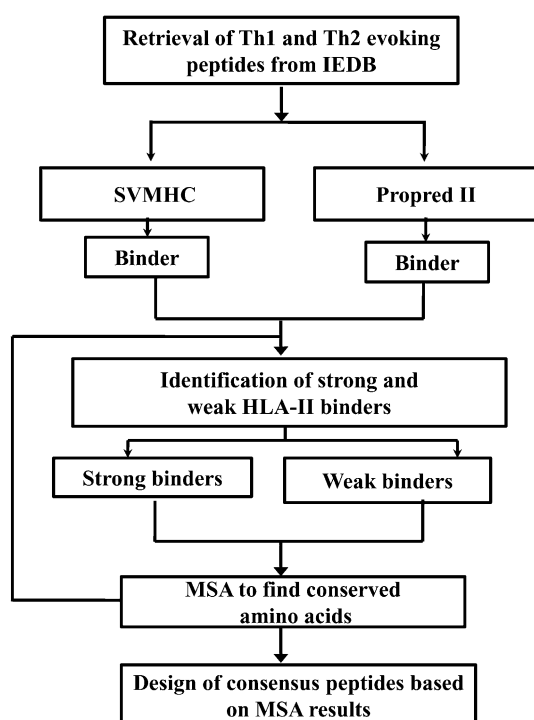 Retrieval of Th1 and Th2 evoking
peptides from IEDB
SVMHC
Propred II
Binder
Binder
Identification of strong and
weak HLA-II binders
Strong binders
Weak binders
MSA to find conserved
amino acids
Design of consensus peptides based
on MSA results